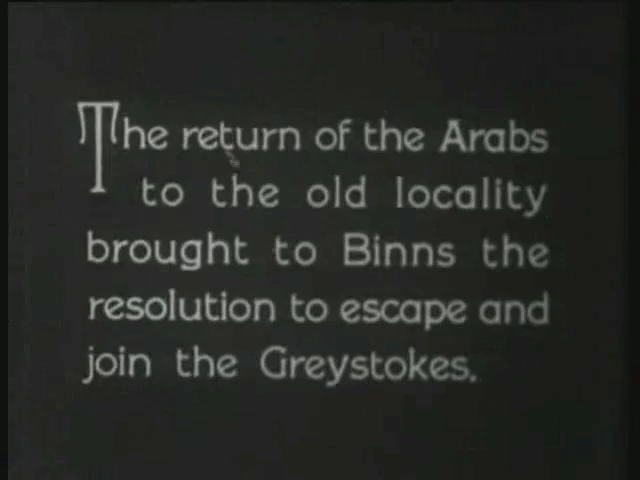 The return of the Arabs
to the old locality
brought to Binns the
resolution to escape and
join the Greystokes.